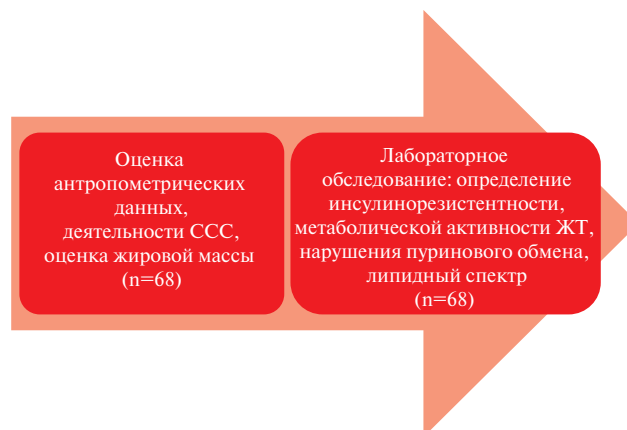 Оценка
антропометрических
данных,
деятельности ССС,
оценка жировой массы
(n=68)
Лабораторное
обследование: определение
инсулинорезистентности,
метаболической активности ЖТ,
нарушения пуринового обмена,
липидный спектр
(n=68)